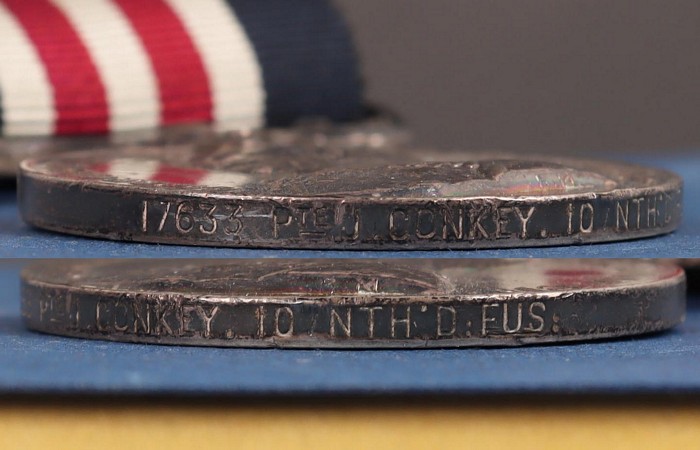 17633 PTE J. CONKEY. 10/NTH:
PTE J. CONKEY. 10/NTH'D: FUS: